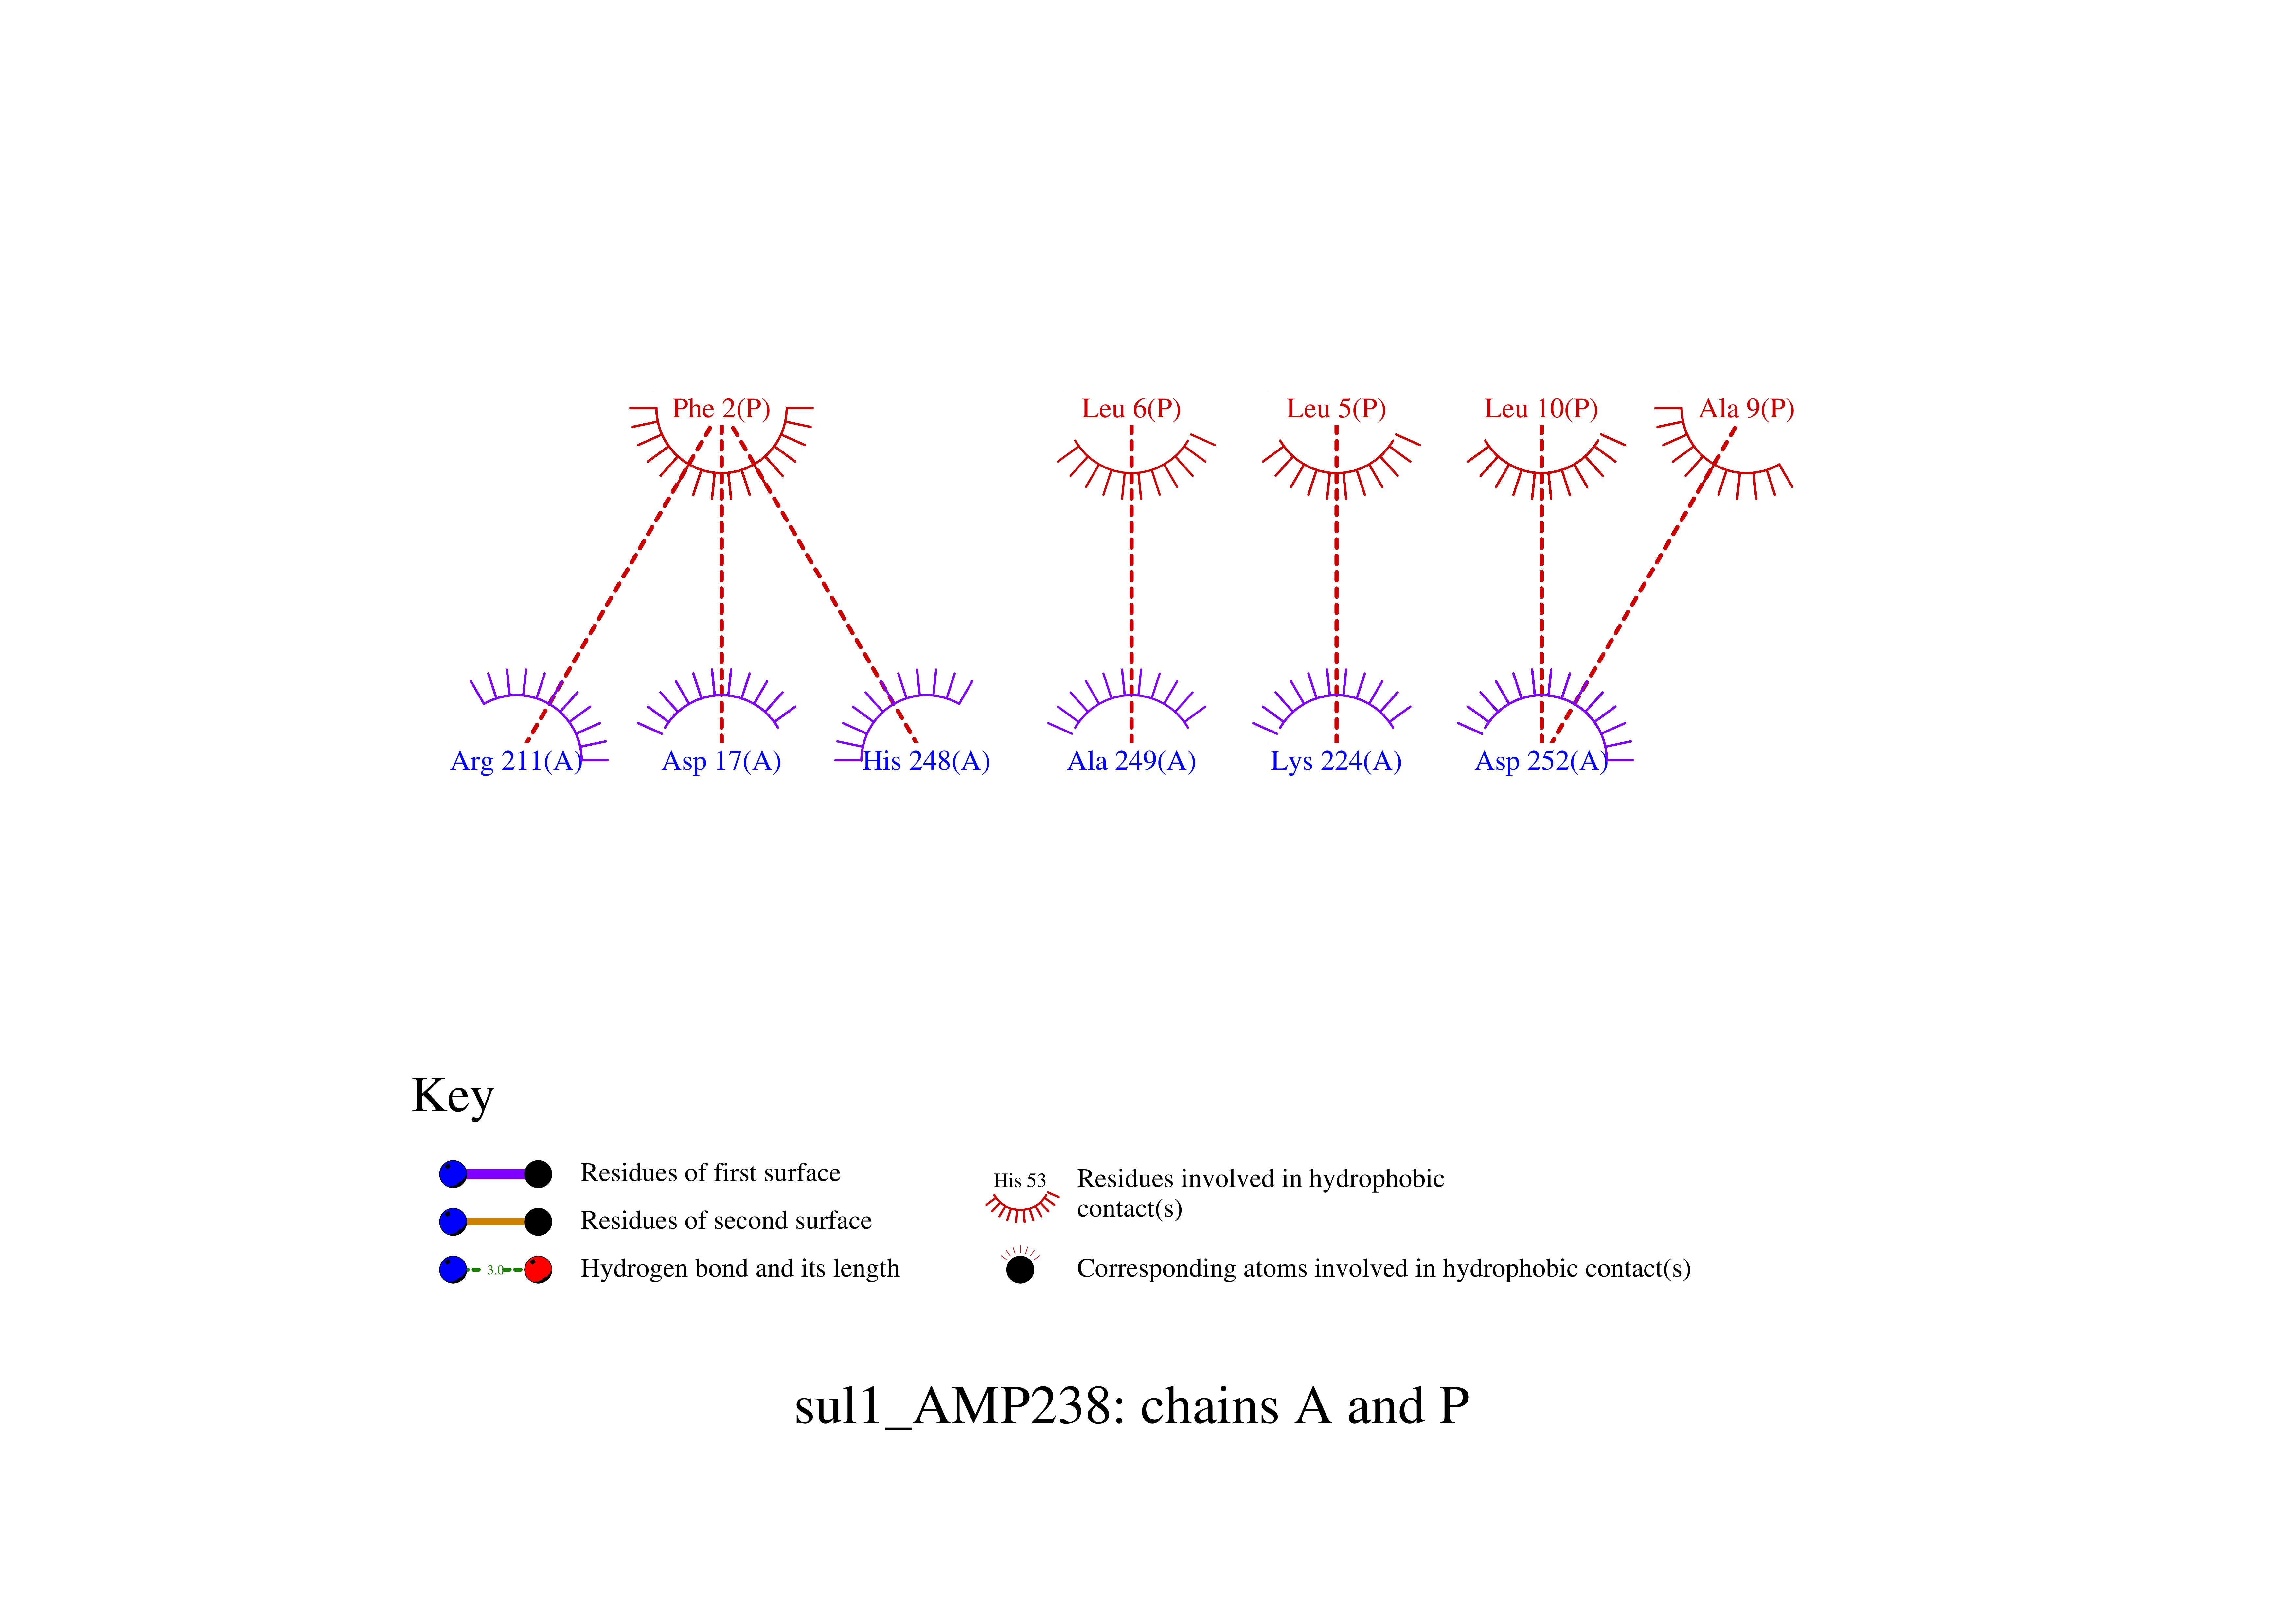 Phe 2(P) Leu 6(P) Leu 5(P) Leu 10(P) Ala 9(P)
Arg 211(A) Asp 17(A) His 248(A) Ala 249(A) Lys 224(A) Asp 252(A)
Key
Residues of first surface
Residues of second surface
3.0 Hydrogen bond and its length
His 53 Residues involved in hydrophobic
contact(s)
Corresponding atoms involved in hydrophobic contact(s)
sul1_AMP238: chains A and P